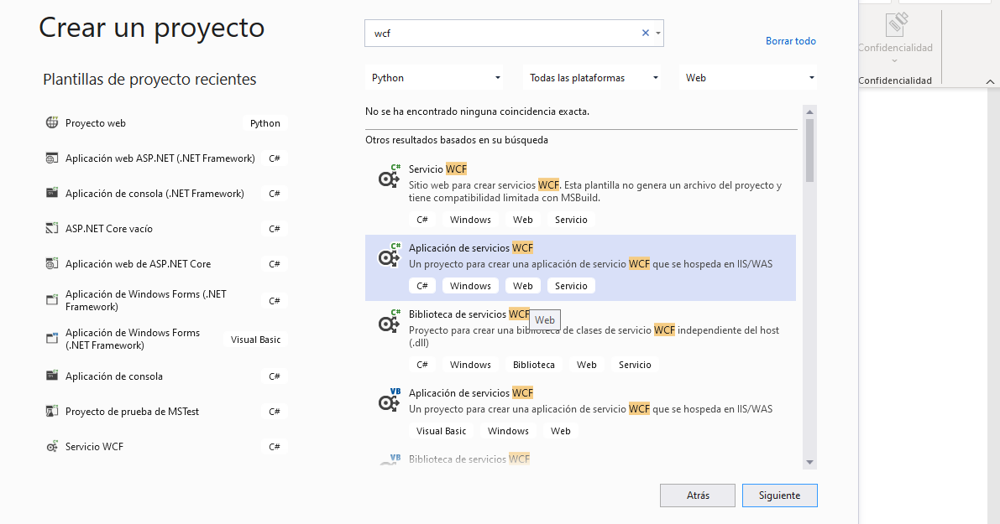 Crear un proyecto
Plantillas de proyecto recientes
Proyecto web
Python
Aplicación web ASP.NET (.NET Framework)
C#
Aplicación de consola (.NET Framework)
C#
ASP.NET Core vacío
C#
Aplicación web de ASP.NET Core
C#
Aplicación de Windows Forms (.NET
Framework)
C#
Aplicación de Windows Forms
(.NET Framework)
Visual Basic
Aplicación de consola
C#
Proyecto de prueba de MSTest
C#
Servicio WCF
C#
wcf
Borrar todo
Python
Todas las plataformas
Web
No se ha encontrado ninguna coincidencia exacta.
Otros resultados basados en su búsqueda
C#
Servicio WCF
Sitio web para crear servicios WCF. Esta plantilla no genera un archivo del proyecto y
tiene compatibilidad limitada con MSBuild.
C# Windows Web Servicio
C#
Aplicación de servicios WCF
Un proyecto para crear una aplicación de servicio WCF que se hospeda en IIS/WAS
C# Windows Web Servicio
C#
Biblioteca de servicios WCF
Web
Proyecto para crear una biblioteca de clases de servicio WCF independiente del host
(.dll)
C# Windows Biblioteca Web Servicio
VB
Aplicación de servicios WCF
Un proyecto para crear una aplicación de servicio WCF que se hospeda en IIS/WAS
Visual Basic Windows Web
VB
Biblioteca de servicios WCF
Atrás
Siguiente
Confidencialidad
Confidencialidad